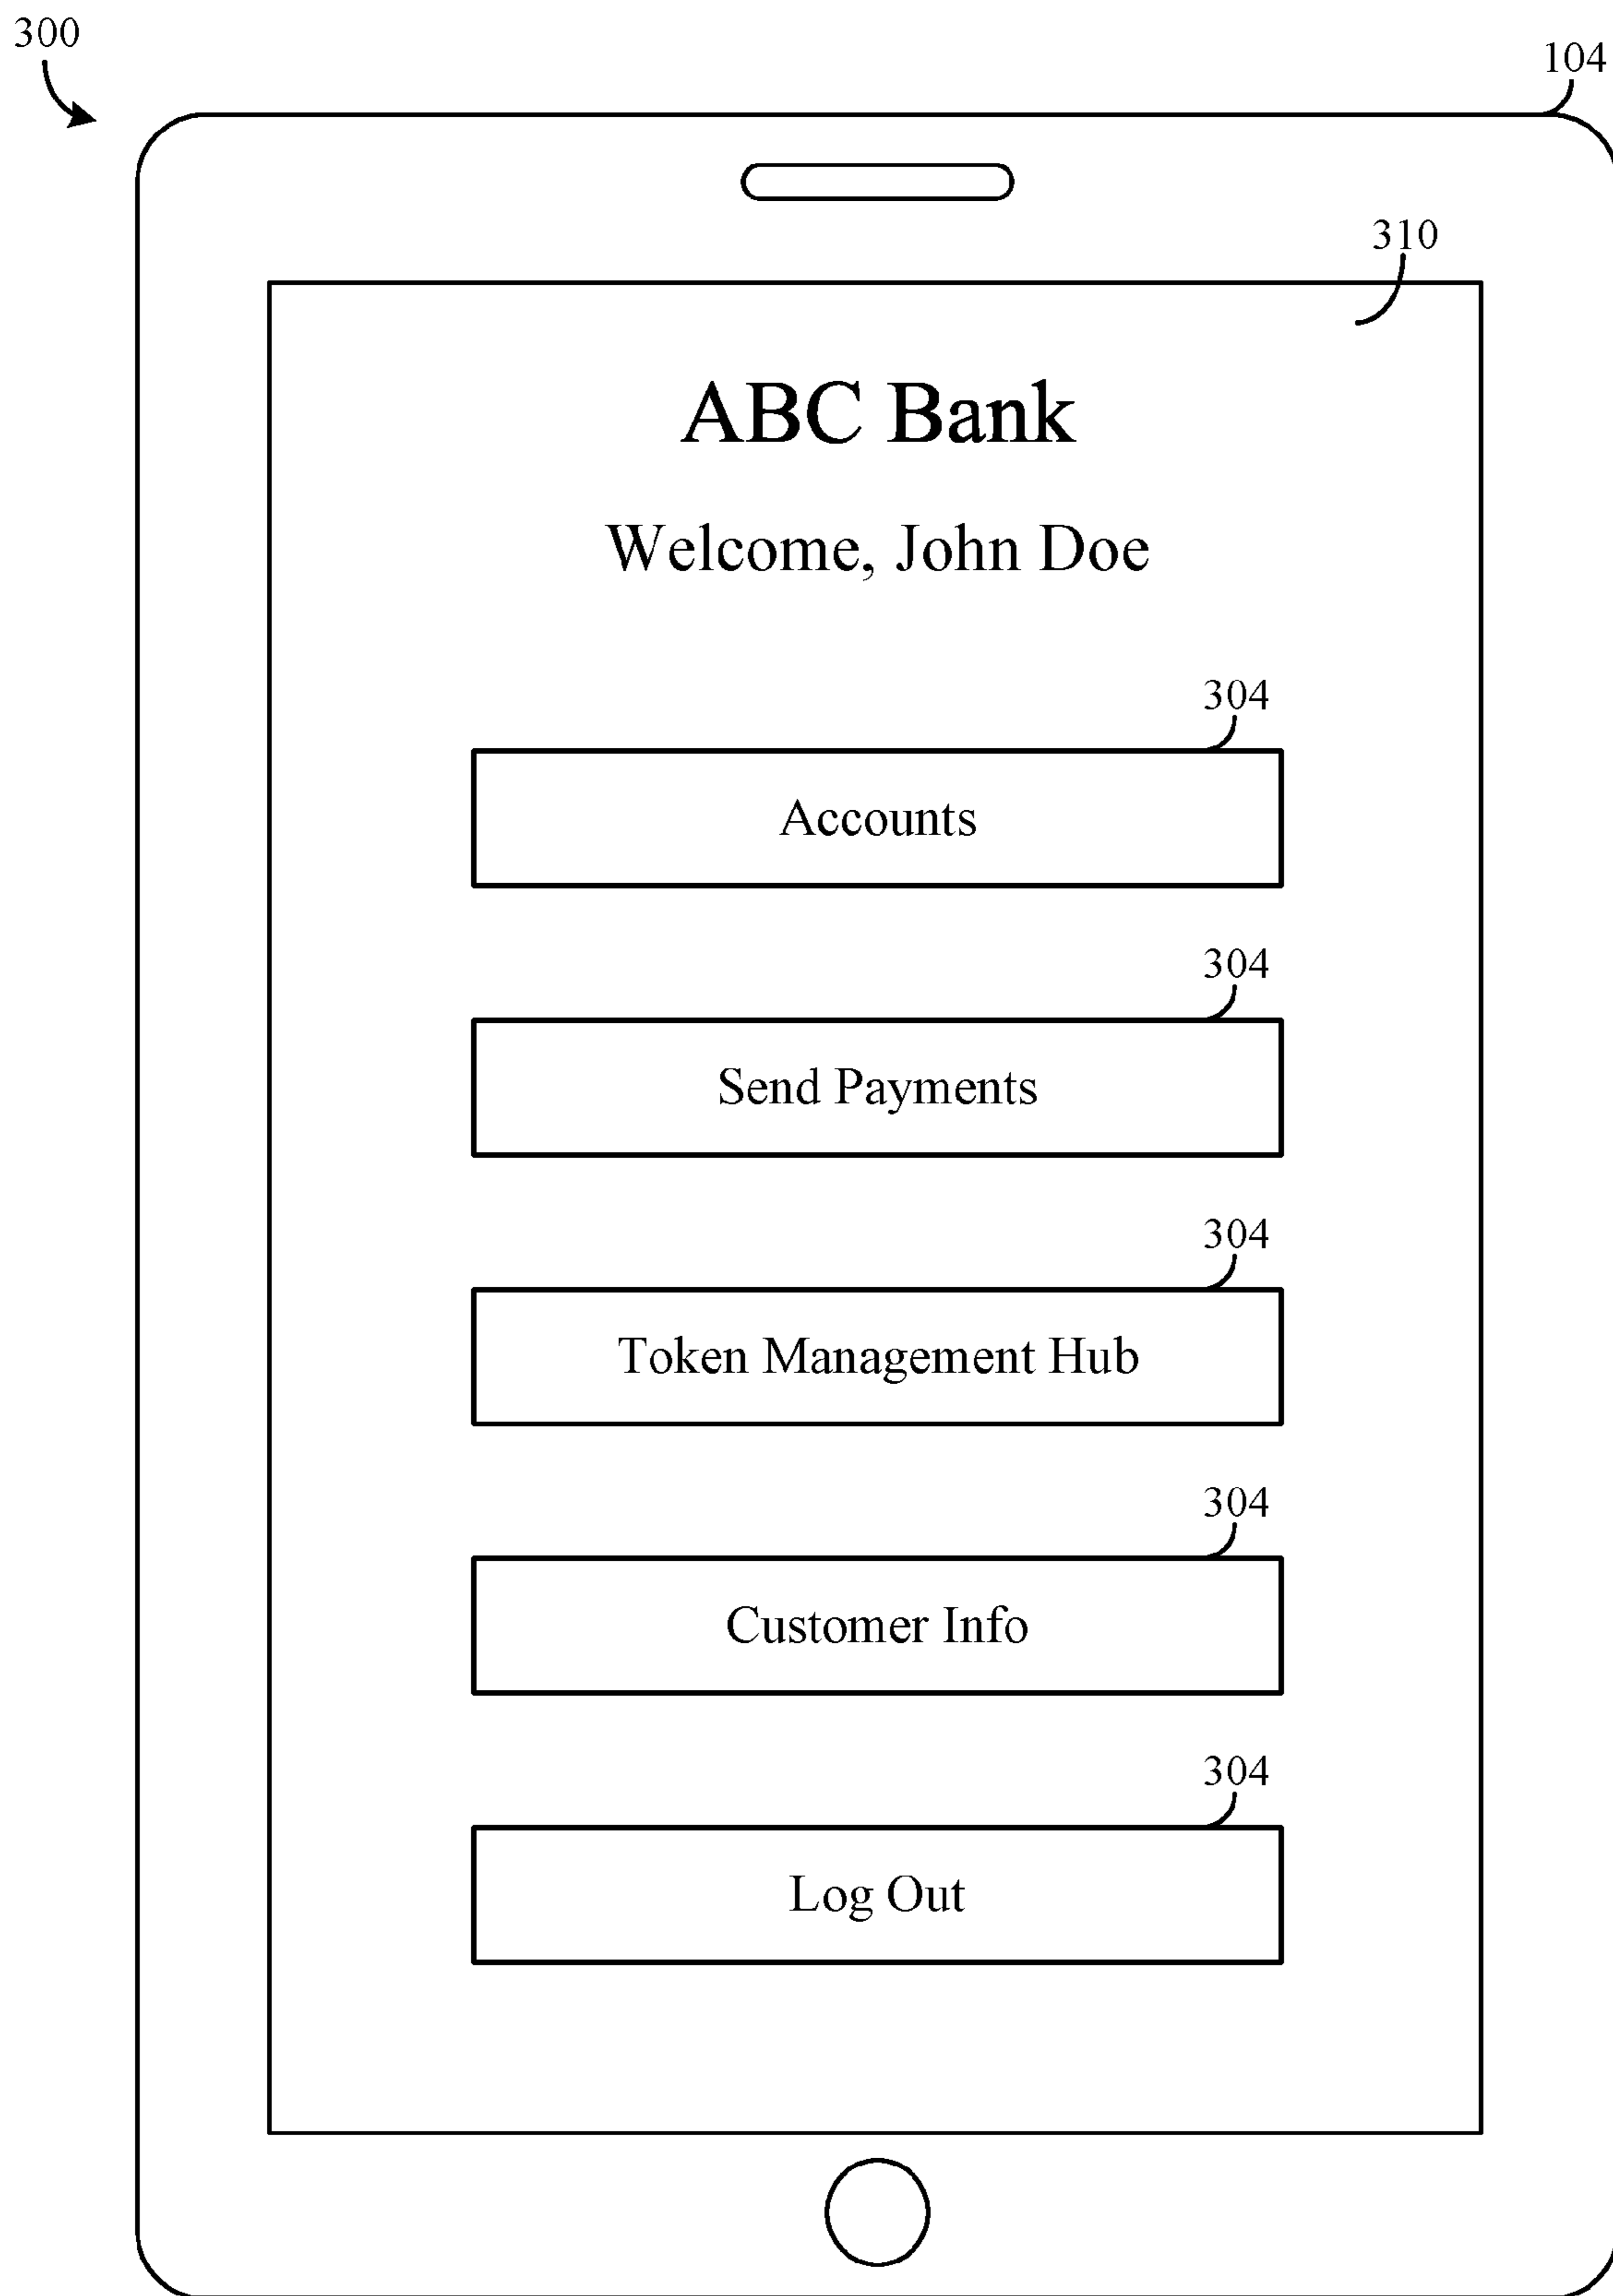 300
104
310
ABC Bank
Welcome, John Doe
304
Accounts
304
Send Payments
304
Token Management Hub
304
Customer Info
304
Log Out